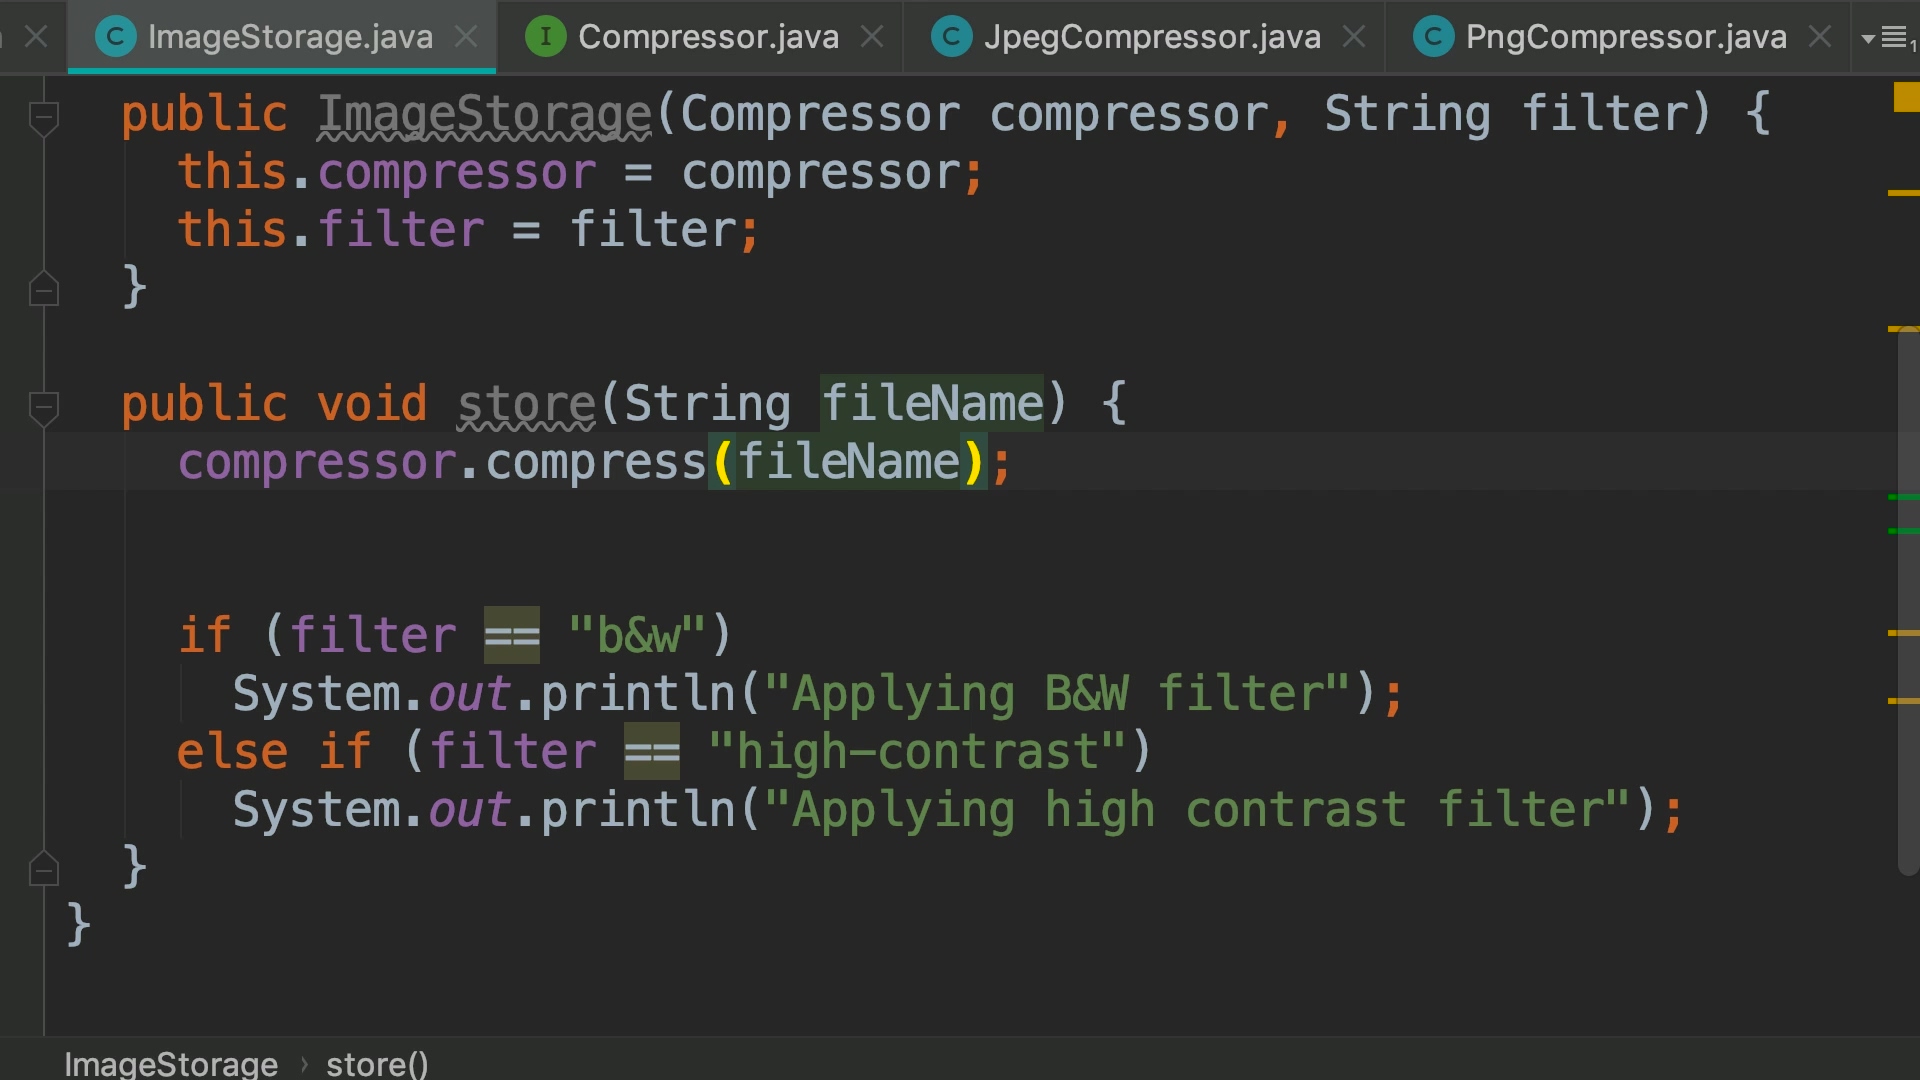 ImageStorage.java Compressor.java JpegCompressor.java PngCompressor.java
public ImageStorage(Compressor compressor, String filter) {
this.compressor = compressor;
this.filter = filter;
}
public void store(String fileName) {
compressor.compress(fileName);
if (filter == "b&w")
System.out.println("Applying B&W filter");
else if (filter == "high-contrast")
System.out.println("Applying high contrast filter");
}
}
ImageStorage › store()